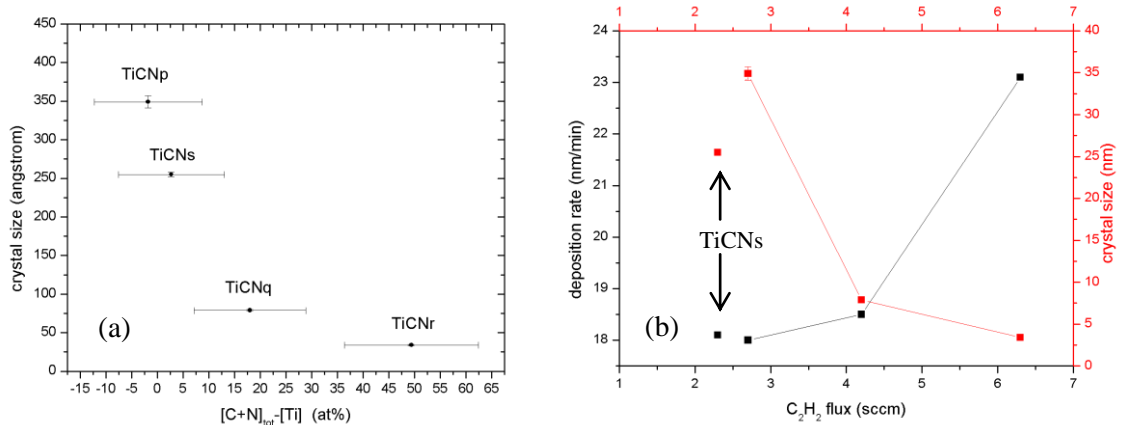 450
400
350
300
250
200
150
100
50
0
crystal size (angstrom)
TiCNp
TiCNs
TiCNq
TiCNr
(a)
-15 -10 -5 0 5 10 15 20 25 30 35 40 45 50 55 60 65
[C+N]tot-[Ti] (at%)
1 2 3 4 5 6 7
24
23
22
21
20
19
18
deposition rate (nm/min)
TiCNs
(b)
40
35
30
25
20
15
10
5
0
crystal size (nm)
1 2 3 4 5 6 7
C2H2 flux (sccm)